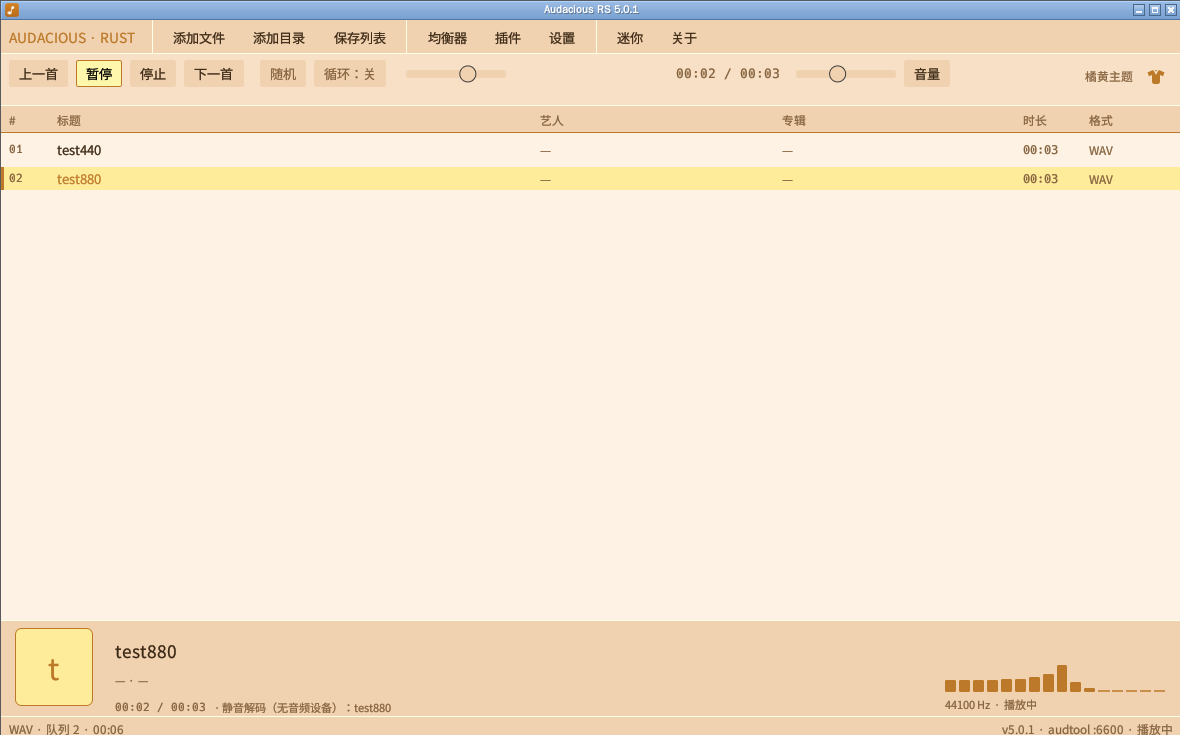 Audacious RS 5.0.1
AUDACIOUS · RUST 添加文件 添加目录 保存列表 均衡器 插件 设置 迷你 关于
上一首 暂停 停止 下一首 随机 循环：关 00:02 / 00:03 音量 橘黄主题
# 标题 艺人 专辑 时长 格式
01 test440 — — 00:03 WAV
02 test880 — — 00:03 WAV
t
test880
— · —
00:02 / 00:03 · 静音解码（无音频设备）：test880
44100 Hz · 播放中
WAV · 队列 2 · 00:06
v5.0.1 · audtool :6600 · 播放中